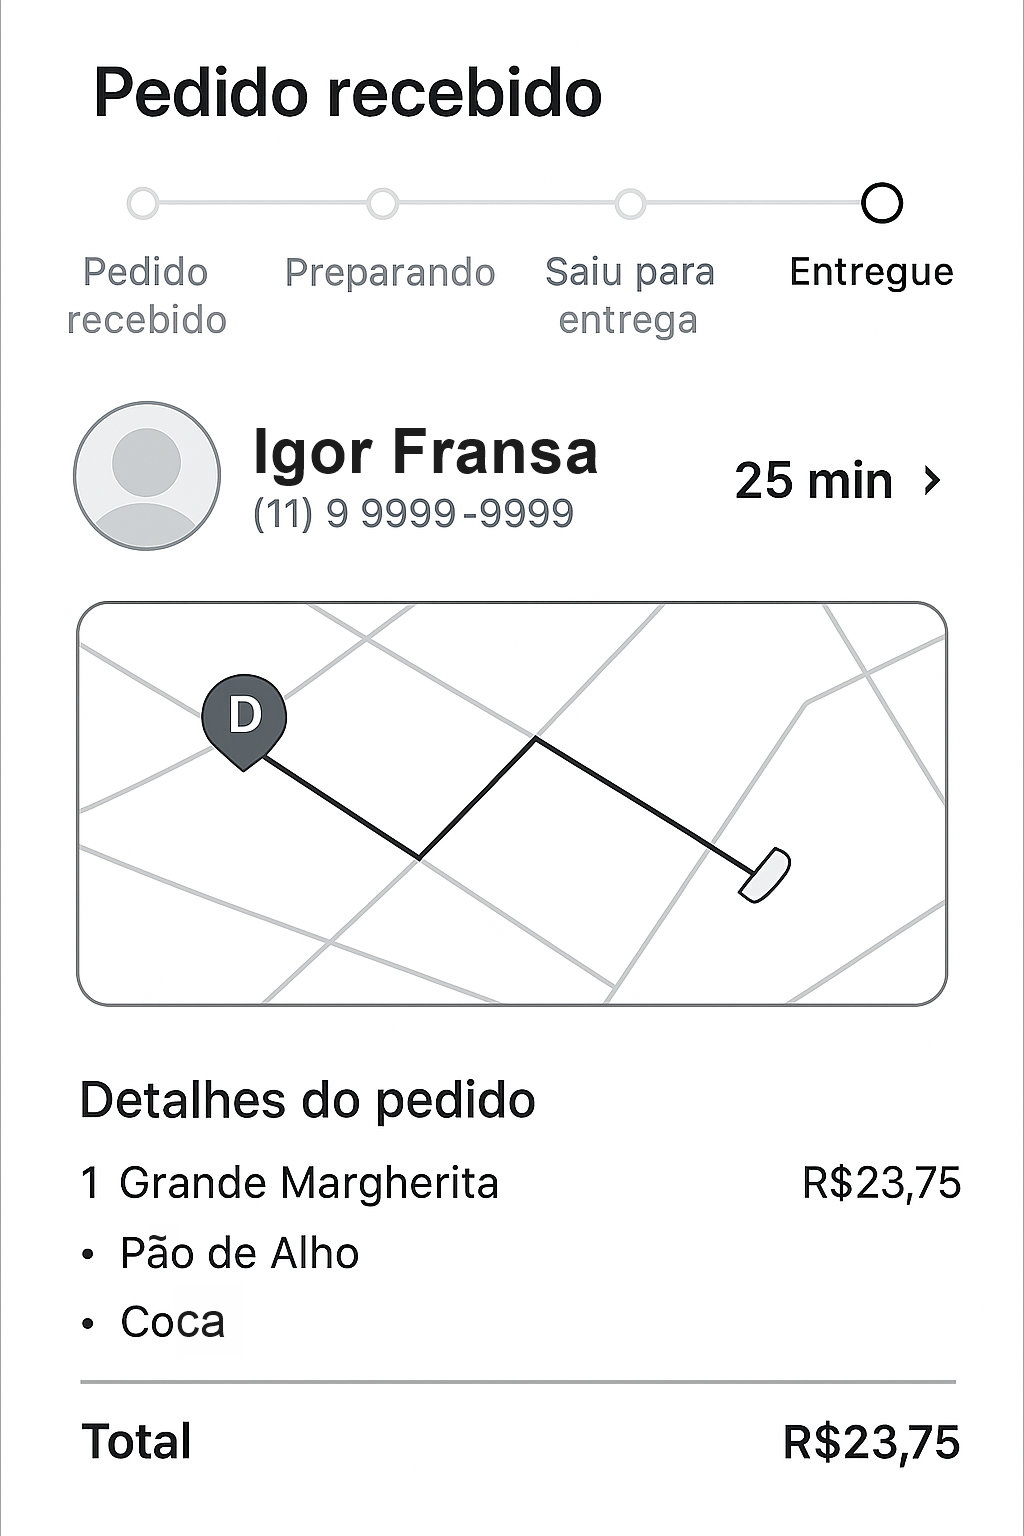 Pedido recebido
Pedido recebido
Preparando
Saiu para entrega
Entregue
Igor Fransa
(11) 9 9999-9999
25 min ›
D
Detalhes do pedido
1 Grande Margherita R$23,75
• Pão de Alho
• Coca
Total R$23,75